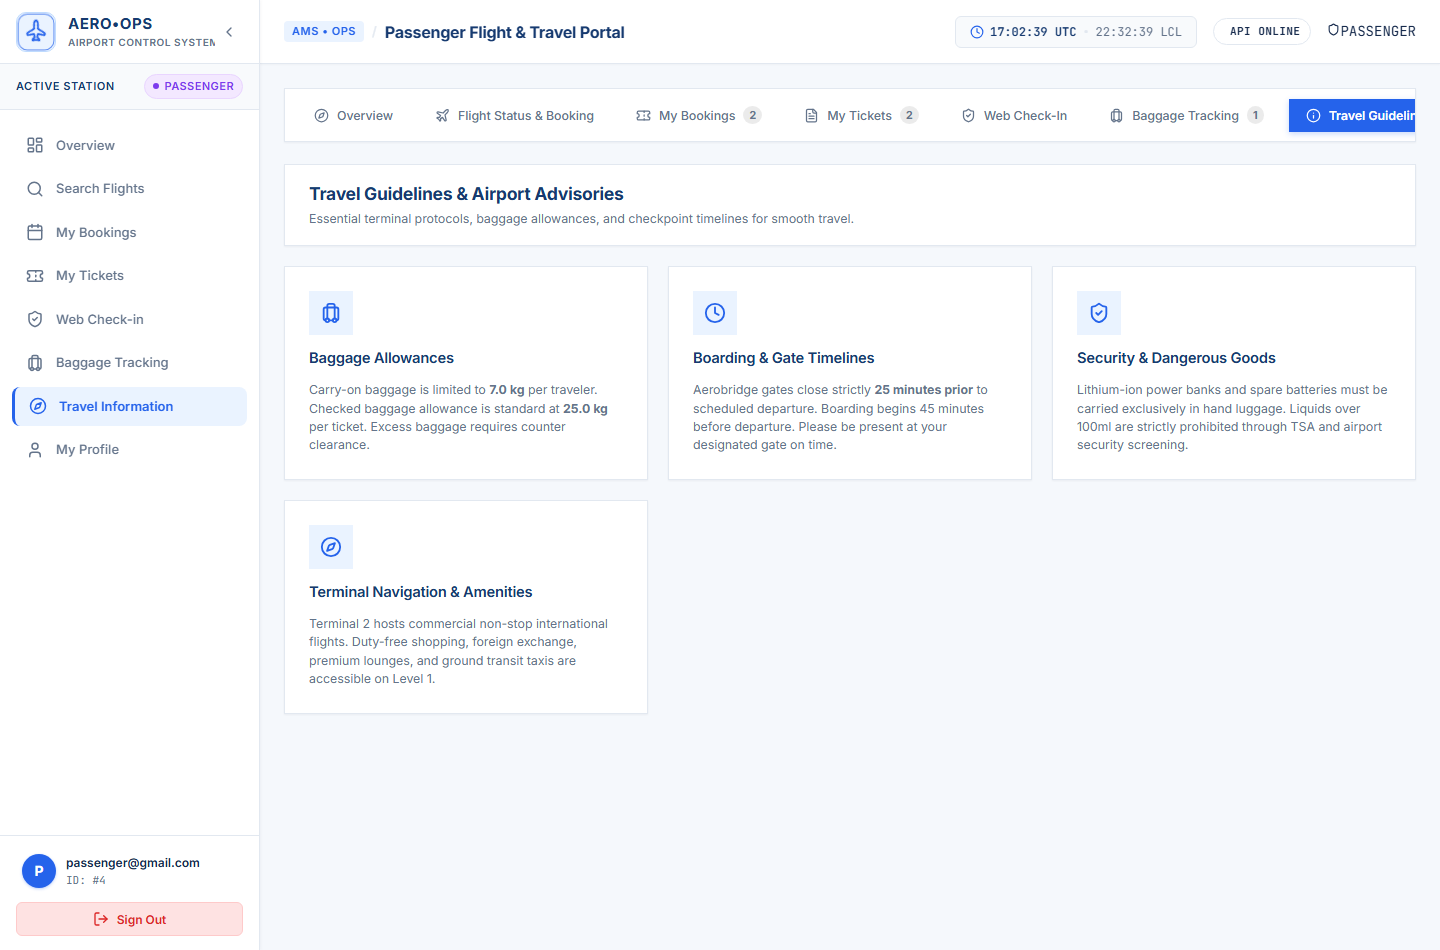 AERO•OPS
AIRPORT CONTROL SYSTEM
ACTIVE STATION
PASSENGER
Overview
Search Flights
My Bookings
My Tickets
Web Check-in
Baggage Tracking
Travel Information
My Profile
P
passenger@gmail.com
ID: #4
Sign Out
AMS • OPS / Passenger Flight & Travel Portal
17:02:39 UTC • 22:32:39 LCL
API ONLINE
PASSENGER
Overview
Flight Status & Booking
My Bookings 2
My Tickets 2
Web Check-In
Baggage Tracking 1
Travel Guidelin
Travel Guidelines & Airport Advisories
Essential terminal protocols, baggage allowances, and checkpoint timelines for smooth travel.
Baggage Allowances
Carry-on baggage is limited to 7.0 kg per traveler.
Checked baggage allowance is standard at 25.0 kg
per ticket. Excess baggage requires counter
clearance.
Boarding & Gate Timelines
Aerobridge gates close strictly 25 minutes prior to
scheduled departure. Boarding begins 45 minutes
before departure. Please be present at your
designated gate on time.
Security & Dangerous Goods
Lithium-ion power banks and spare batteries must be
carried exclusively in hand luggage. Liquids over
100ml are strictly prohibited through TSA and airport
security screening.
Terminal Navigation & Amenities
Terminal 2 hosts commercial non-stop international
flights. Duty-free shopping, foreign exchange,
premium lounges, and ground transit taxis are
accessible on Level 1.